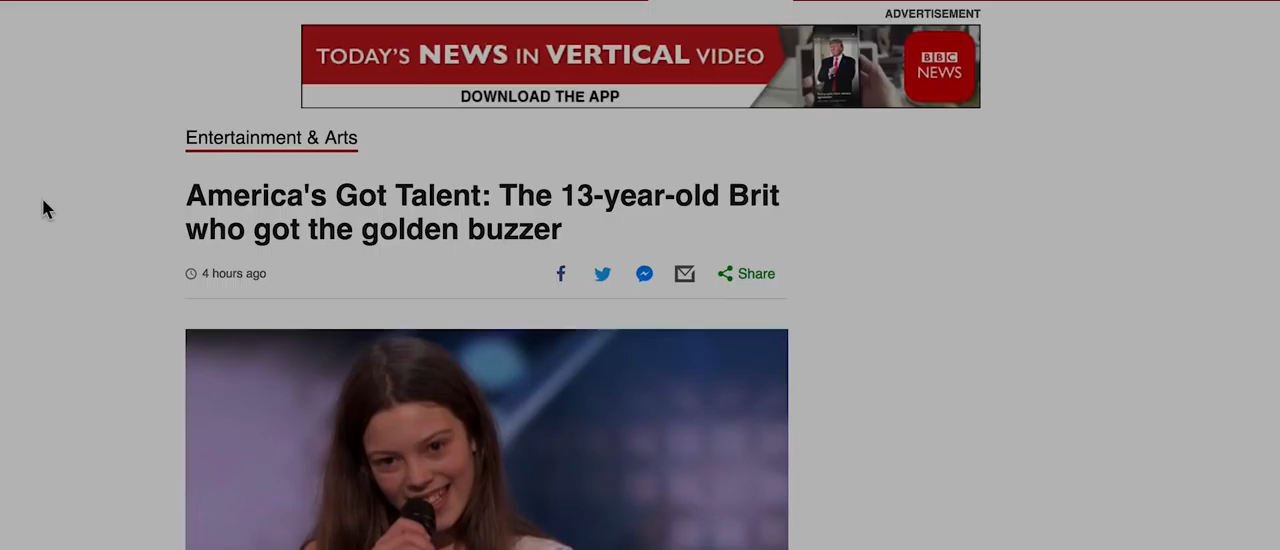 ADVERTISEMENT
TODAY'S NEWS IN VERTICAL VIDEO
BBC
NEWS
DOWNLOAD THE APP
Entertainment & Arts
America's Got Talent: The 13-year-old Brit
who got the golden buzzer
4 hours ago
Share